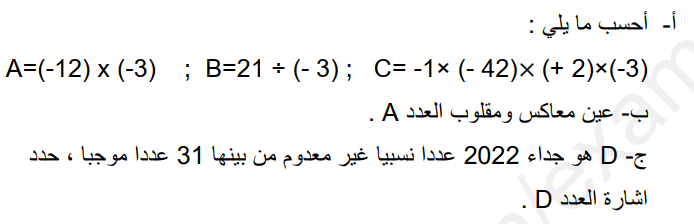 أ- أحسب ما يلي :
A=(-12) x (-3) ; B=21 ÷ (- 3) ; C= -1× (- 42)× (+ 2)×(-3)
ب- عين معاكس ومقلوب العدد A .
ج- D هو جداء 2022 عددا نسبيا غير معدوم من بينها 31 عددا موجبا ، حدد
اشارة العدد D .